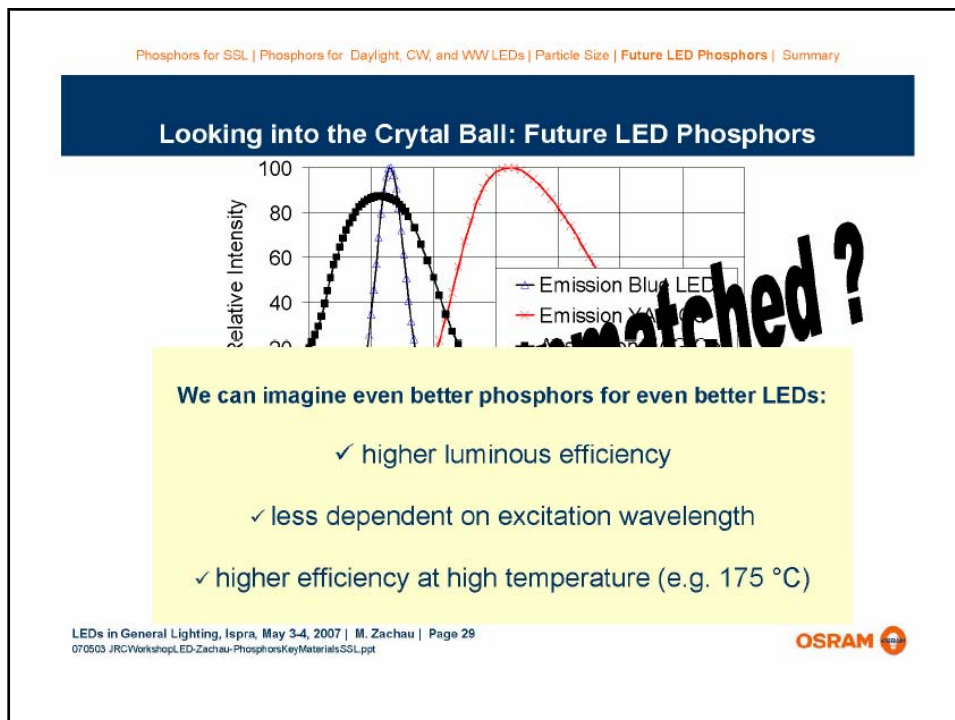 Phosphors for SSL | Phosphors for Daylight, CW, and WW LEDs | Particle Size | Future LED Phosphors | Summary
Looking into the Crytal Ball: Future LED Phosphors
100
80
60
40
20
Relative Intensity
Emission Blue LED
Emission
matched ?
We can imagine even better phosphors for even better LEDs:
✓ higher luminous efficiency
✓ less dependent on excitation wavelength
✓ higher efficiency at high temperature (e.g. 175 °C)
LEDs in General Lighting, Ispra, May 3-4, 2007 | M. Zachau | Page 29
070503 JRCWorkshopLED-Zachau-PhosphorsKeyMaterialsSSL.ppt
OSRAM